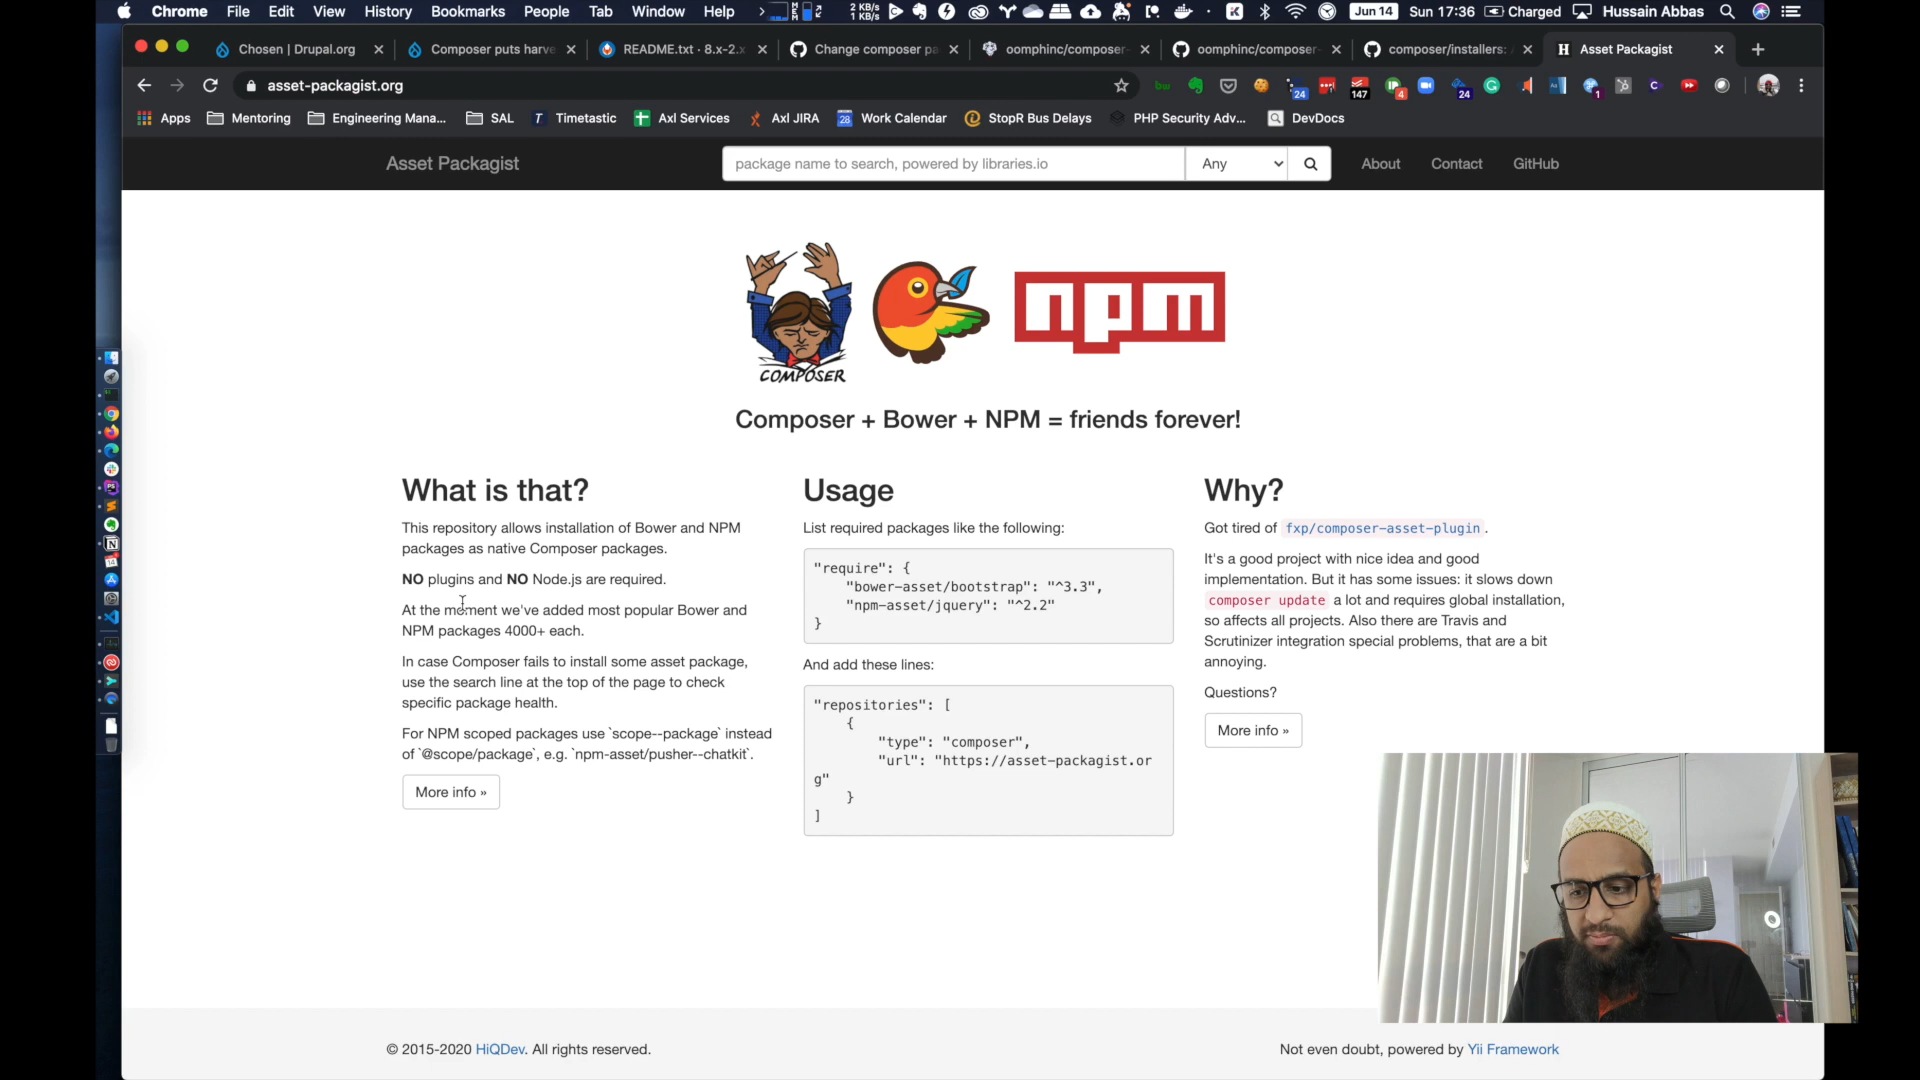 Chrome File Edit View History Bookmarks People Tab Window Help 2 KB/s 1 KB/s Jun 14 Sun 17:36 Charged Hussain Abbas
Chosen | Drupal.org Composer puts harve README.txt · 8.x-2.x Change composer pa oomphinc/composer- oomphinc/composer- composer/installers: Asset Packagist
asset-packagist.org 24 147 4 24 1
Apps Mentoring Engineering Mana... SAL Timetastic Axl Services Axl JIRA 28 Work Calendar StopR Bus Delays PHP Security Adv... DevDocs
Asset Packagist package name to search, powered by libraries.io Any About Contact GitHub
COMPOSER npm
Composer + Bower + NPM = friends forever!
What is that?
This repository allows installation of Bower and NPM
packages as native Composer packages.
NO plugins and NO Node.js are required.
At the moment we've added most popular Bower and
NPM packages 4000+ each.
In case Composer fails to install some asset package,
use the search line at the top of the page to check
specific package health.
For NPM scoped packages use `scope--package` instead
of `@scope/package`, e.g. `npm-asset/pusher--chatkit`.
More info »
Usage
List required packages like the following:
"require": {
"bower-asset/bootstrap": "^3.3",
"npm-asset/jquery": "^2.2"
}
And add these lines:
"repositories": [
{
"type": "composer",
"url": "https://asset-packagist.or
g"
}
]
Why?
Got tired of fxp/composer-asset-plugin .
It's a good project with nice idea and good
implementation. But it has some issues: it slows down
composer update a lot and requires global installation,
so affects all projects. Also there are Travis and
Scrutinizer integration special problems, that are a bit
annoying.
Questions?
More info »
© 2015-2020 HiQDev. All rights reserved.
Not even doubt, powered by Yii Framework